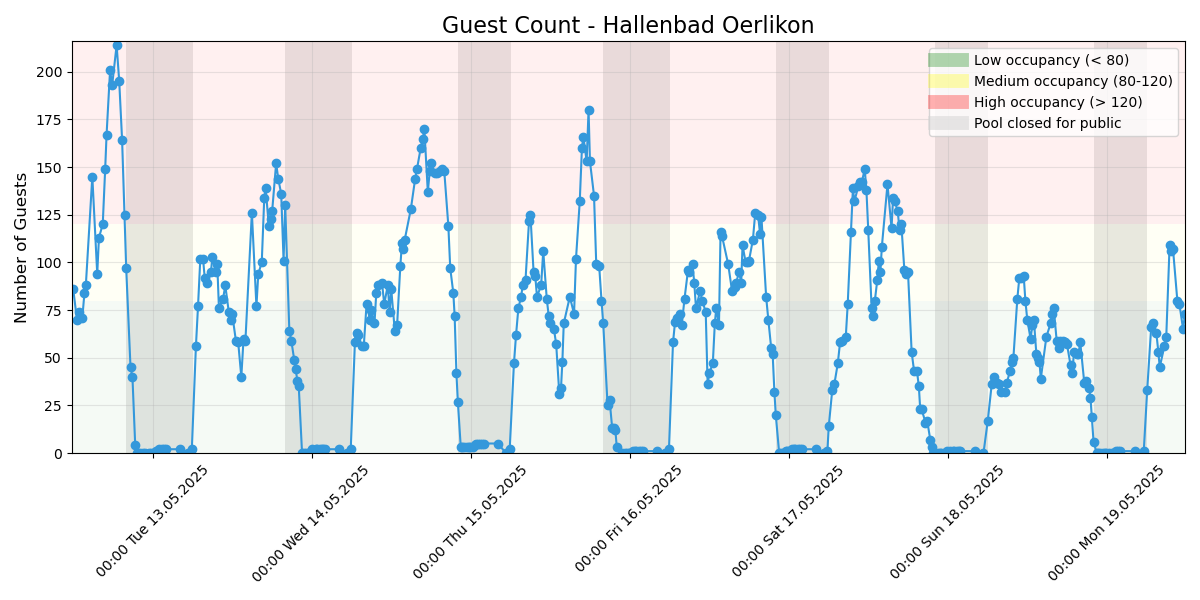 Guest Count - Hallenbad Oerlikon
Number of Guests
200
175
150
125
100
75
50
25
0
Low occupancy (< 80)
Medium occupancy (80-120)
High occupancy (> 120)
Pool closed for public
00:00 Tue 13.05.2025
00:00 Wed 14.05.2025
00:00 Thu 15.05.2025
00:00 Fri 16.05.2025
00:00 Sat 17.05.2025
00:00 Sun 18.05.2025
00:00 Mon 19.05.2025